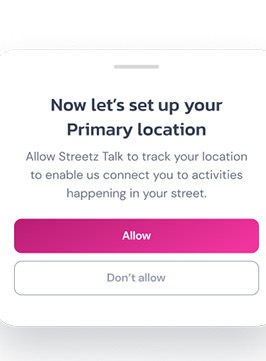 Now let's set up your
Primary location
Allow Streetz Talk to track your location
to enable us connect you to activities
happening in your street.
Allow
Don't allow